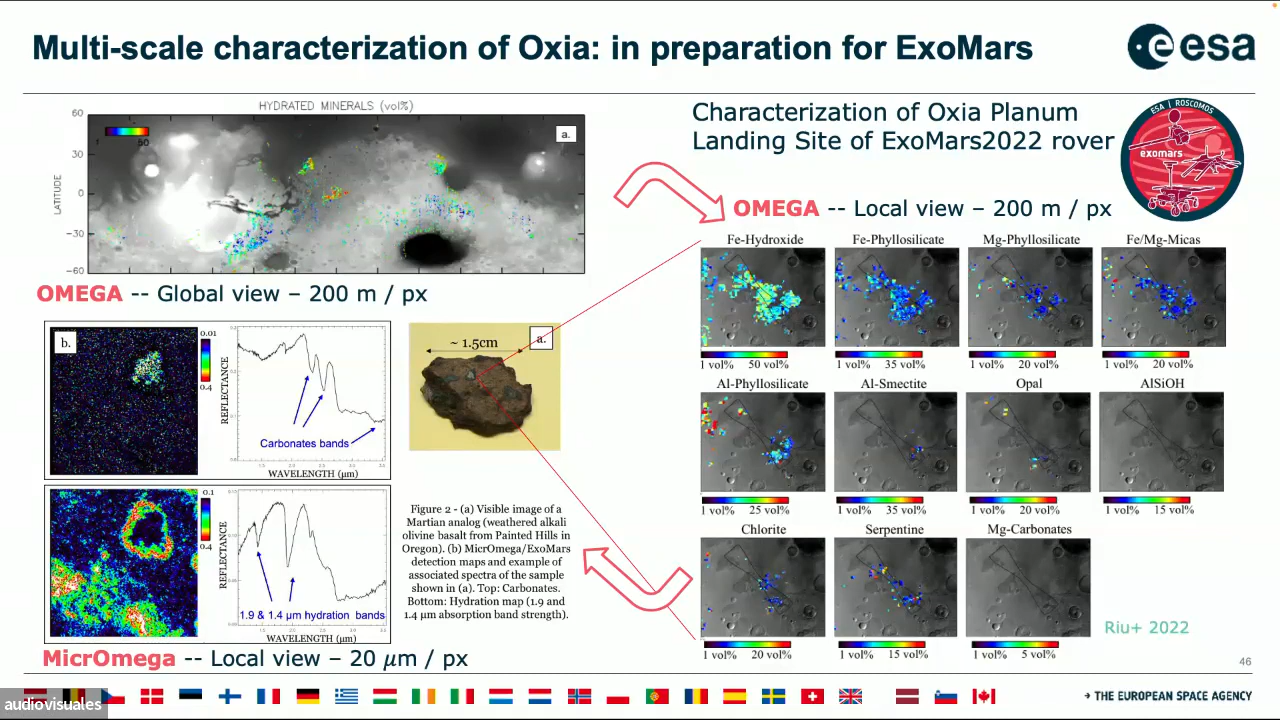 Multi-scale characterization of Oxia: in preparation for ExoMars
esa
HYDRATED MINERALS (vol%)
60
30
0
−30
−60
LATITUDE
a.
OMEGA -- Global view – 200 m / px
Characterization of Oxia Planum
Landing Site of ExoMars2022 rover
ESA | ROSCOSMOS
exomars
OMEGA -- Local view – 200 m / px
Fe-Hydroxide
Fe-Phyllosilicate
Mg-Phyllosilicate
Fe/Mg-Micas
1 vol% 50 vol%
1 vol% 35 vol%
1 vol% 20 vol%
1 vol% 20 vol%
Al-Phyllosilicate
Al-Smectite
Opal
AlSiOH
1 vol% 25 vol%
1 vol% 35 vol%
1 vol% 20 vol%
1 vol% 15 vol%
Chlorite
Serpentine
Mg-Carbonates
1 vol% 20 vol%
1 vol% 15 vol%
1 vol% 5 vol%
Riu+ 2022
b.
0.01
0.4
REFLECTANCE
Carbonates bands
WAVELENGTH (µm)
~ 1.5cm
a.
0.1
0.4
REFLECTANCE
1.9 & 1.4 µm hydration bands
WAVELENGTH (µm)
Figure 2 - (a) Visible image of a
Martian analog (weathered alkali
olivine basalt from Painted Hills in
Oregon). (b) MicrOmega/ExoMars
detection maps and example of
associated spectra of the sample
shown in (a). Top: Carbonates.
Bottom: Hydration map (1.9 and
1.4 µm absorption band strength).
MicrOmega -- Local view – 20 𝜇m / px
46
audiovisuales
→ THE EUROPEAN SPACE AGENCY